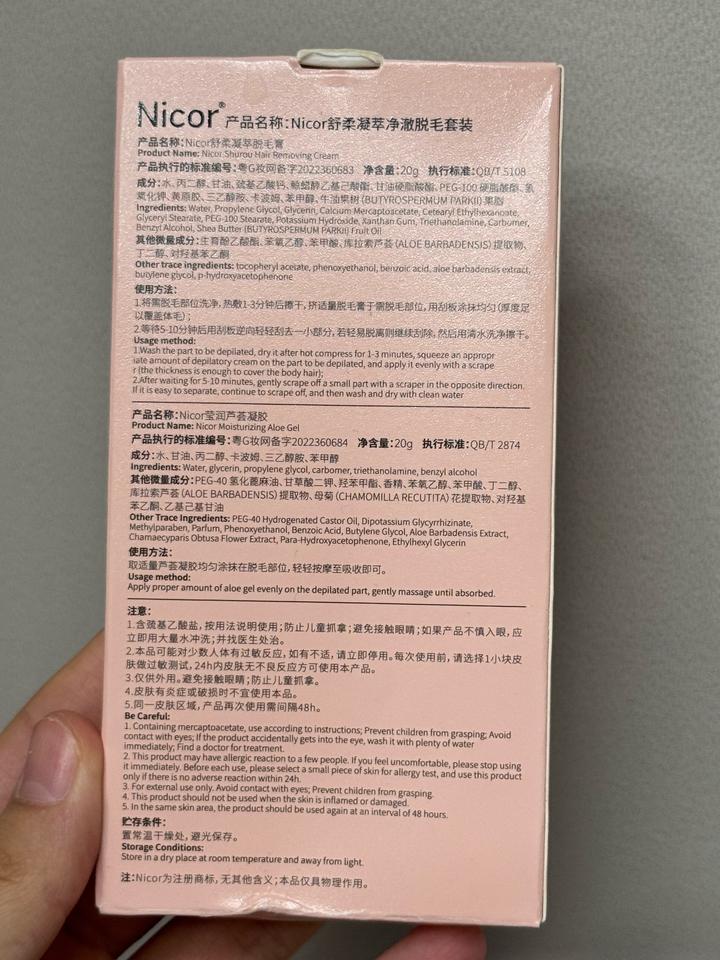 Nicor® 产品名称:Nicor舒柔凝萃净澈脱毛套装
产品名称:Nicor舒柔凝萃脱毛膏
Product Name: Nicor Shurou Hair Removing Cream
产品执行的标准编号:粤G妆网备字2022360683 净含量:20g 执行标准:QB/T 5108
成分:水、丙二醇、甘油、巯基乙酸钙、鲸蜡醇乙基己酸酯、甘油硬脂酸酯、PEG-100 硬脂酸酯、氢
氧化钾、黄原胶、三乙醇胺、卡波姆、苯甲醇、牛油果树(BUTYROSPERMUM PARKII)果脂
Ingredients: Water, Propylene Glycol, Glycerin, Calcium Mercaptoacetate, Cetearyl Ethylhexanoate,
Glyceryl Stearate, PEG-100 Stearate, Potassium Hydroxide, Xanthan Gum, Triethanolamine, Carbumer,
Benzyl Alcohol, Shea Butter (BUTYROSPERMUM PARKII) Fruit Oil
其他微量成分:生育酚乙酸酯、苯氧乙醇、苯甲酸、库拉索芦荟(ALOE BARBADENSIS)提取物、
丁二醇、对羟基苯乙酮
Other trace ingredients: tocopheryl acetate, phenoxyethanol, benzoic acid, aloe barbadensis extract,
butylene glycol, p-hydroxyacetophenone
使用方法:
1.将需脱毛部位洗净,热敷1-3分钟后擦干,挤适量脱毛膏于需脱毛部位,用刮板涂抹均匀(厚度足
以覆盖体毛);
2.等待5-10分钟后用刮板逆向轻轻刮去一小部分,若轻易脱离则继续刮除,然后用清水洗净擦干。
Usage method:
1.Wash the part to be depilated, dry it after hot compress for 1-3 minutes, squeeze an appropr
iate amount of depilatory cream on the part to be depilated, and apply it evenly with a scrape
r (the thickness is enough to cover the body hair);
2.After waiting for 5-10 minutes, gently scrape off a small part with a scraper in the opposite direction.
If it is easy to separate, continue to scrape off, and then wash and dry with clean water
产品名称:Nicor莹润芦荟凝胶
Product Name: Nicor Moisturizing Aloe Gel
产品执行的标准编号:粤G妆网备字2022360684 净含量:20g 执行标准:QB/T 2874
成分:水、甘油、丙二醇、卡波姆、三乙醇胺、苯甲醇
Ingredients: Water, glycerin, propylene glycol, carbomer, triethanolamine, benzyl alcohol
其他微量成分:PEG-40 氢化蓖麻油、甘草酸二钾、羟苯甲酯、香精、苯氧乙醇、苯甲酸、丁二醇、
库拉索芦荟(ALOE BARBADENSIS)提取物、母菊(CHAMOMILLA RECUTITA)花提取物、对羟基
苯乙酮、乙基己基甘油
Other Trace Ingredients: PEG-40 Hydrogenated Castor Oil, Dipotassium Glycyrrhizinate,
Methylparaben, Parfum, Phenoxyethanol, Benzoic Acid, Butylene Glycol, Aloe Barbadensis Extract,
Chamaecyparis Obtusa Flower Extract, Para-Hydroxyacetophenone, Ethylhexyl Glycerin
使用方法:
取适量芦荟凝胶均匀涂抹在脱毛部位,轻轻按摩至吸收即可。
Usage method:
Apply proper amount of aloe gel evenly on the depilated part, gently massage until absorbed.
注意:
1.含巯基乙酸盐,按用法说明使用;防止儿童抓拿;避免接触眼睛;如果产品不慎入眼,应
立即用大量水冲洗;并找医生处治。
2.本品可能对少数人体有过敏反应,如有不适,请立即停用。每次使用前,请选择1小块皮
肤做过敏测试,24h内皮肤无不良反应方可使用本产品。
3.仅供外用。避免接触眼睛;防止儿童抓拿。
4.皮肤有炎症或破损时不宜使用本品。
5.同一皮肤区域,产品再次使用需间隔48h。
Be Careful:
1. Containing mercaptoacetate, use according to instructions; Prevent children from grasping; Avoid
contact with eyes; If the product accidentally gets into the eye, wash it with plenty of water
immediately; Find a doctor for treatment.
2. This product may have allergic reaction to a few people. If you feel uncomfortable, please stop using
it immediately. Before each use, please select a small piece of skin for allergy test, and use this product
only if there is no adverse reaction within 24h.
3. For external use only. Avoid contact with eyes; Prevent children from grasping.
4. This product should not be used when the skin is inflamed or damaged.
5. In the same skin area, the product should be used again at an interval of 48 hours.
贮存条件:
置常温干燥处,避光保存。
Storage Conditions:
Store in a dry place at room temperature and away from light.
注:Nicor为注册商标,无其他含义;本品仅具物理作用。